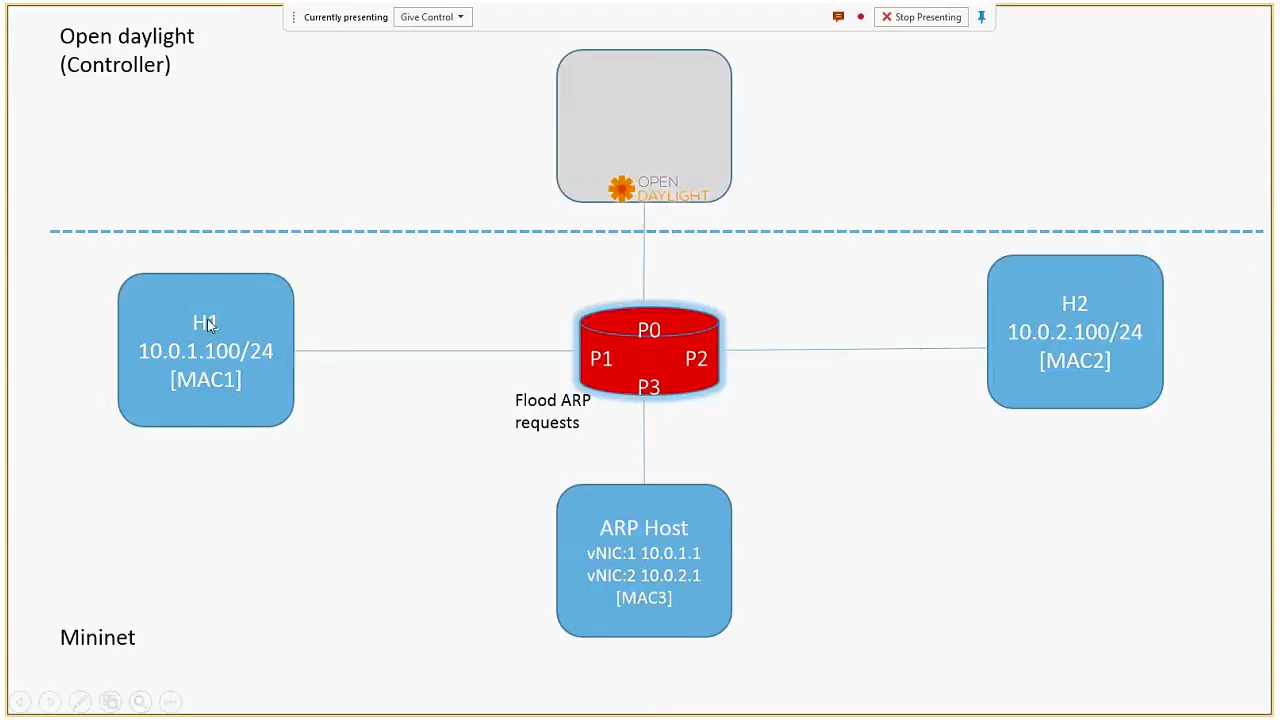 Currently presenting
Give Control
Stop Presenting
Open daylight
(Controller)
OPEN
DAYLIGHT
H1
10.0.1.100/24
[MAC1]
P0
P1
P2
P3
Flood ARP
requests
H2
10.0.2.100/24
[MAC2]
ARP Host
vNIC:1 10.0.1.1
vNIC:2 10.0.2.1
[MAC3]
Mininet